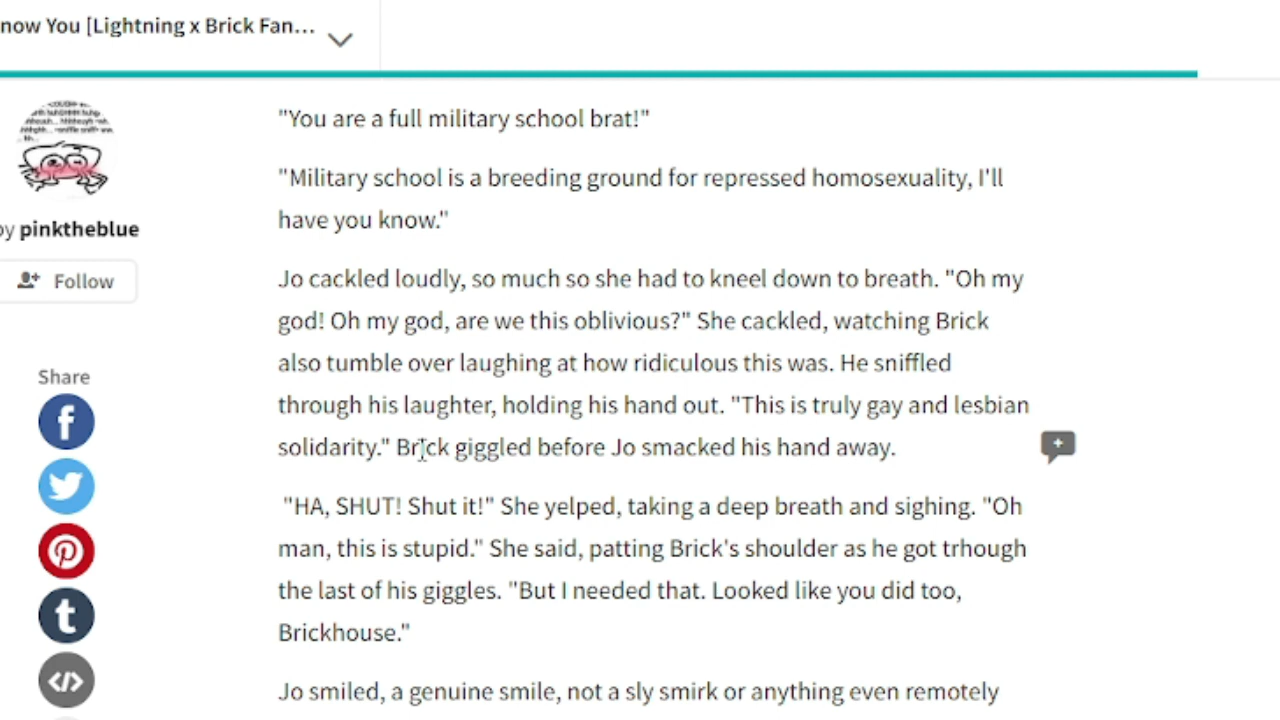 now You [Lightning x Brick Fan...
"You are a full military school brat!"
"Military school is a breeding ground for repressed homosexuality, I'll
have you know."
by pinktheblue
Follow
Jo cackled loudly, so much so she had to kneel down to breath. "Oh my
god! Oh my god, are we this oblivious?" She cackled, watching Brick
also tumble over laughing at how ridiculous this was. He sniffled
through his laughter, holding his hand out. "This is truly gay and lesbian
solidarity." Brick giggled before Jo smacked his hand away.
Share
"HA, SHUT! Shut it!" She yelped, taking a deep breath and sighing. "Oh
man, this is stupid." She said, patting Brick's shoulder as he got trhough
the last of his giggles. "But I needed that. Looked like you did too,
Brickhouse."
Jo smiled, a genuine smile, not a sly smirk or anything even remotely